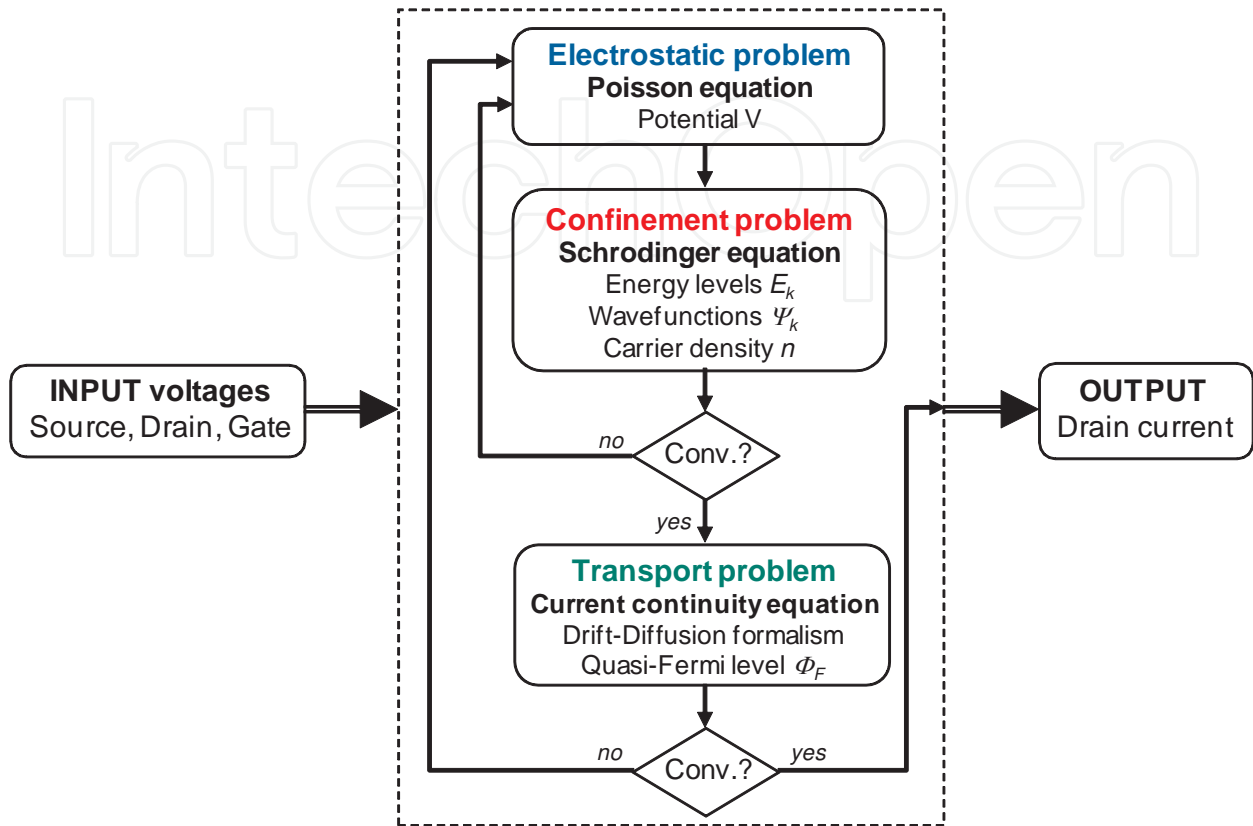 Electrostatic problem
Poisson equation
Potential V
IntechOpen
Confinement problem
Schrodinger equation
Energy levels E_k
Wavefunctions Ψ_k
Carrier density n
INPUT voltages
Source, Drain, Gate
OUTPUT
Drain current
no
Conv.?
yes
Transport problem
Current continuity equation
Drift-Diffusion formalism
Quasi-Fermi level Φ_F
no
Conv.?
yes